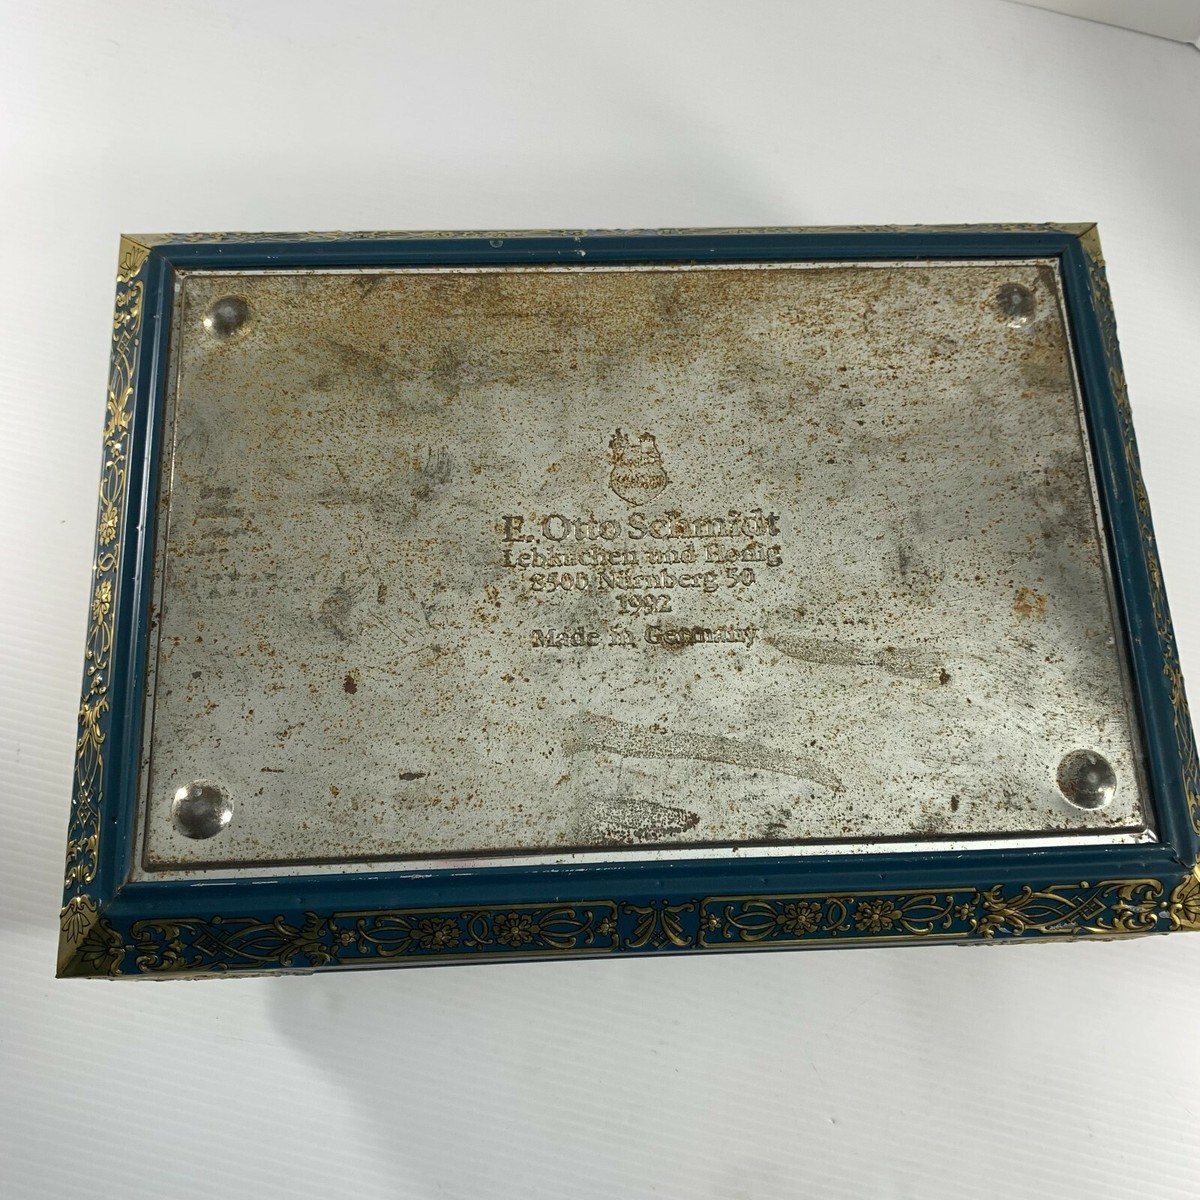 E. Otto Schmidt
Lebkuchen und Honig
8500 Nürnberg 50
1992
Made in Germany